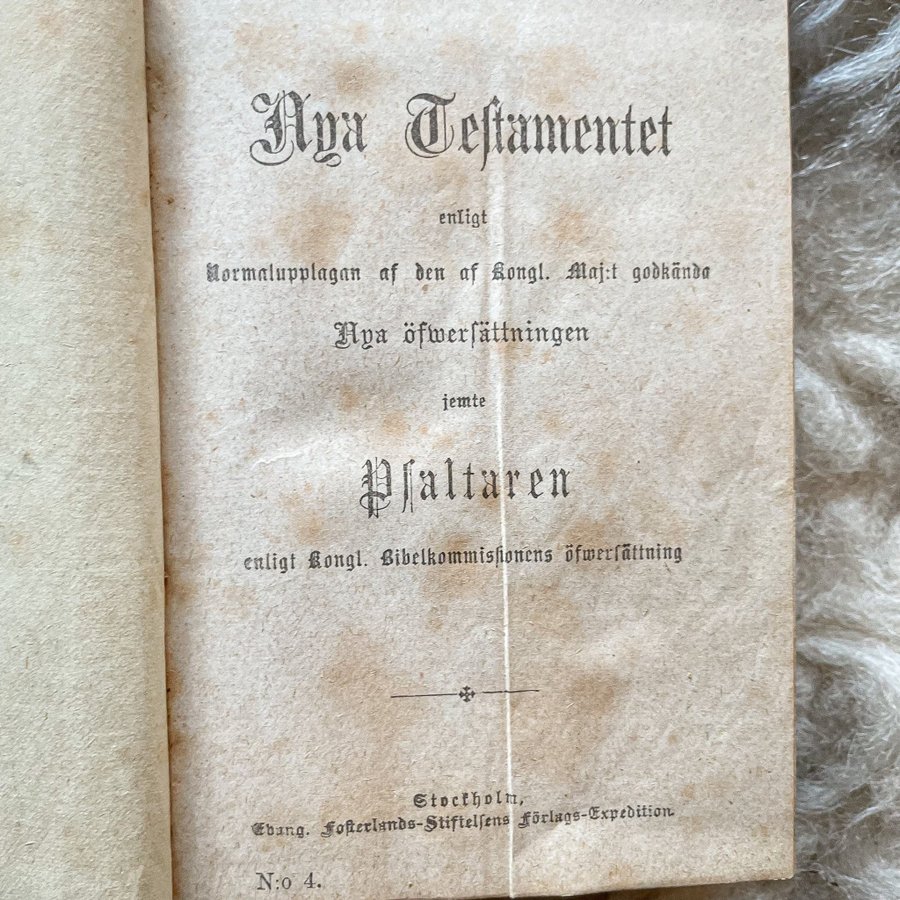 Nya Teſtamentet
enligt
Normalupplagan af den af Kongl. Maj:t godkända
Nya öfwerſättningen
jemte
Pſaltaren
enligt Kongl. Bibelkommisſionens öfwerſättning
Stockholm,
Evang. Foſterlands-Stiftelſens Förlags-Expedition.
N:o 4.